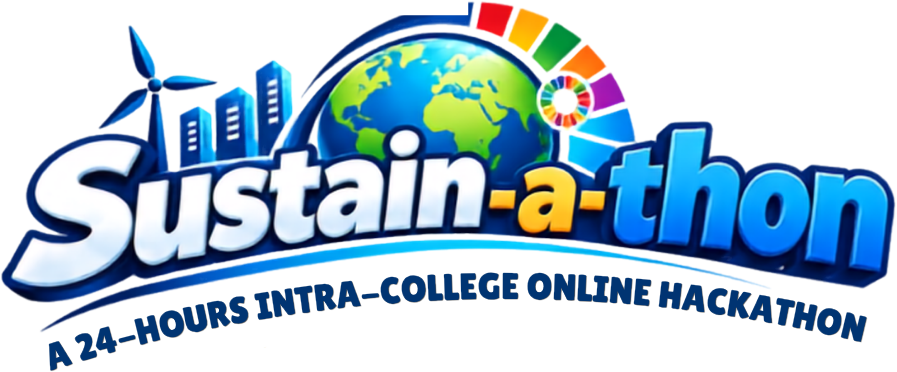 Sustain-a-thon
A 24-HOURS INTRA-COLLEGE ONLINE HACKATHON